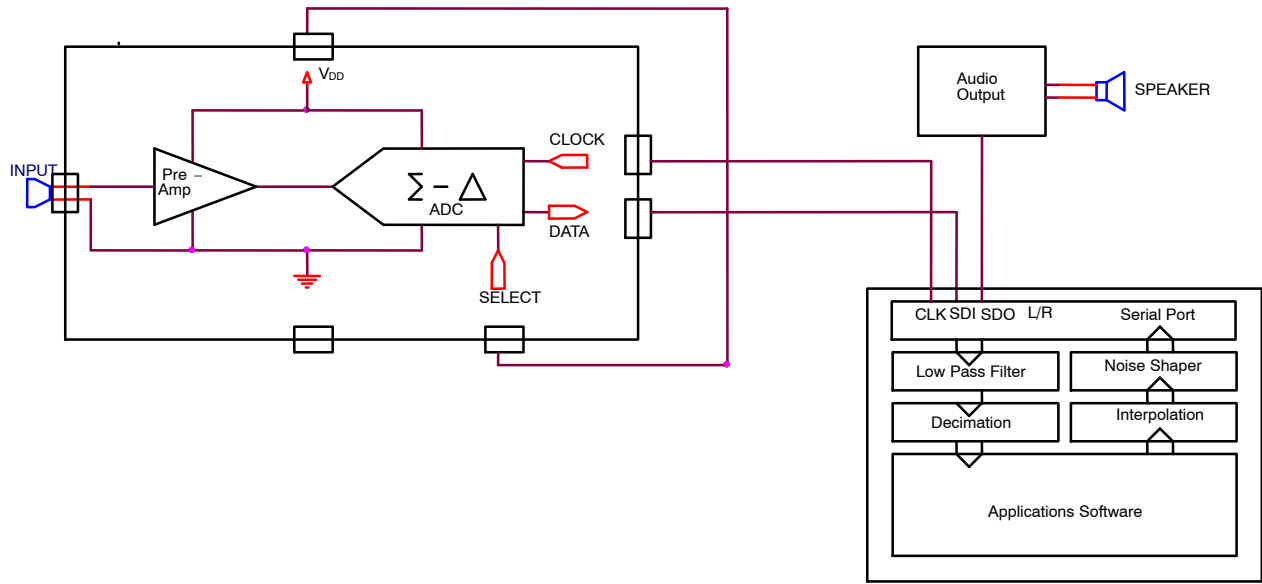 VDD
Audio
Output
SPEAKER
CLOCK
INPUT
Pre –
Amp
Σ – Δ
ADC
DATA
SELECT
CLK SDI SDO L/R Serial Port
Low Pass Filter
Noise Shaper
Decimation
Interpolation
Applications Software